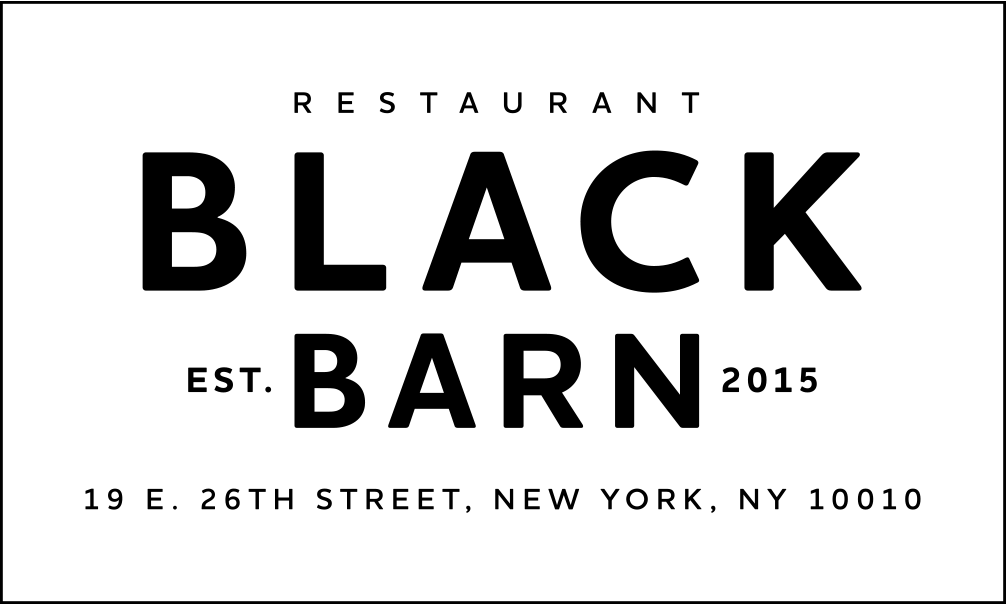 RESTAURANT
BLACK
EST. BARN 2015
19 E. 26TH STREET, NEW YORK, NY 10010